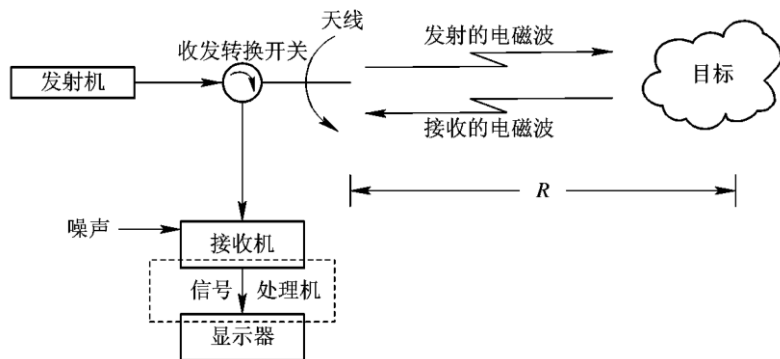 天线
收发转换开关
发射的电磁波
发射机
目标
接收的电磁波
R
噪声
接收机
信号 处理机
显示器